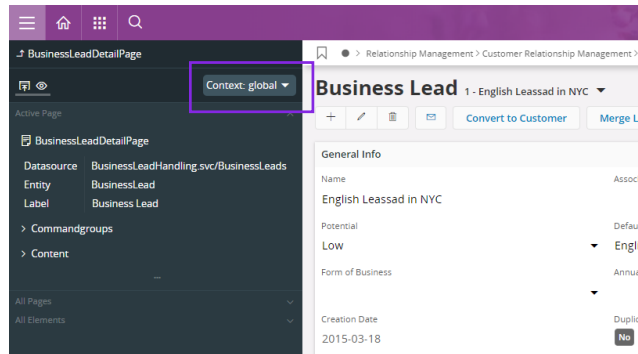 BusinessLeadDetailPage
Context: global
Active Page
BusinessLeadDetailPage
Datasource BusinessLeadHandling.svc/BusinessLeads
Entity BusinessLead
Label Business Lead
> Commandgroups
> Content
All Pages
All Elements
> Relationship Management > Customer Relationship Management >
Business Lead 1 - English Leassad in NYC
Convert to Customer Merge L
General Info
Name Assoc
English Leassad in NYC
Potential Defau
Low Engli
Form of Business Annua
Creation Date Duplic
2015-03-18 No